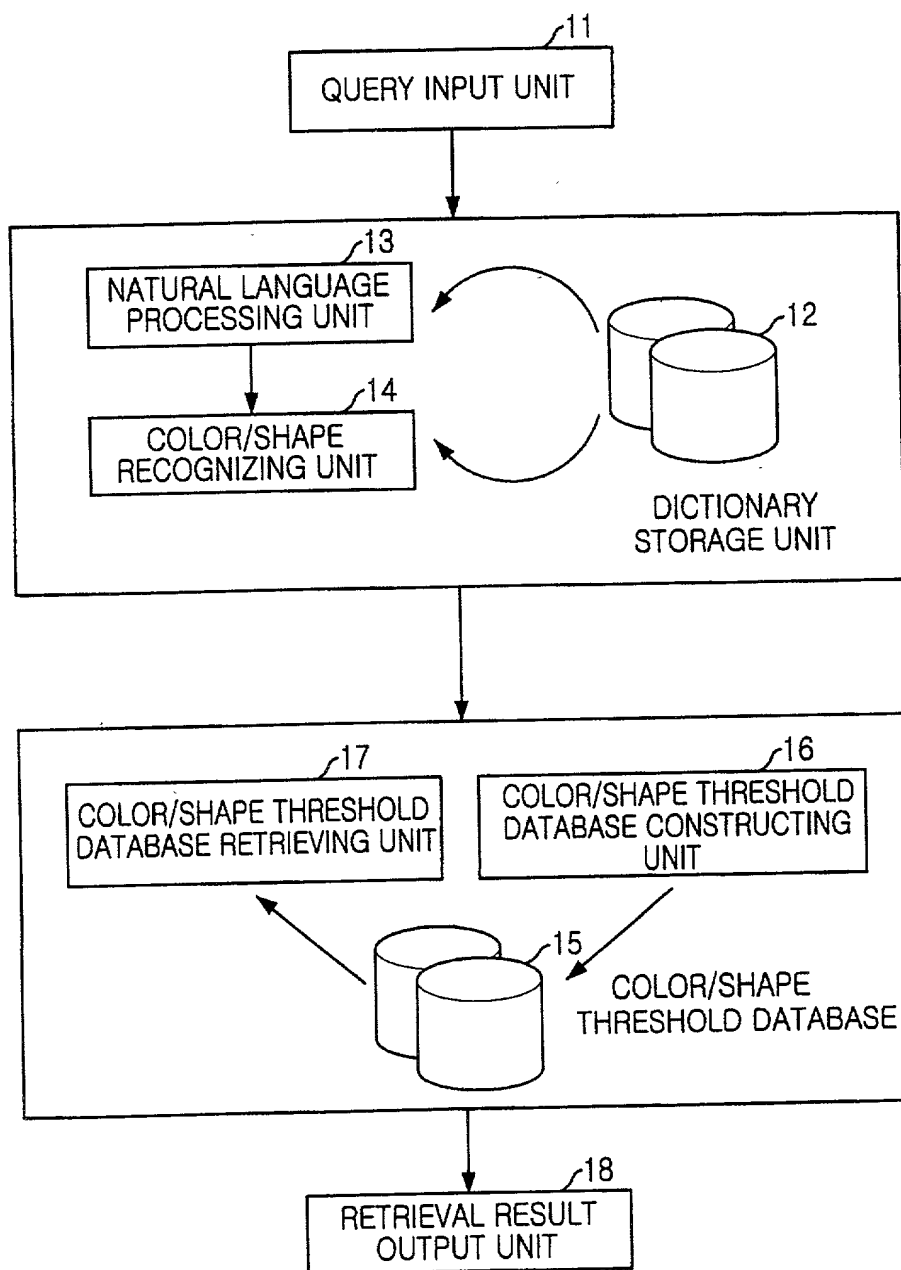 11
QUERY INPUT UNIT
13
NATURAL LANGUAGE
PROCESSING UNIT
12
14
COLOR/SHAPE
RECOGNIZING UNIT
DICTIONARY
STORAGE UNIT
17
COLOR/SHAPE THRESHOLD
DATABASE RETRIEVING UNIT
16
COLOR/SHAPE THRESHOLD
DATABASE CONSTRUCTING
UNIT
15
COLOR/SHAPE
THRESHOLD DATABASE
18
RETRIEVAL RESULT
OUTPUT UNIT